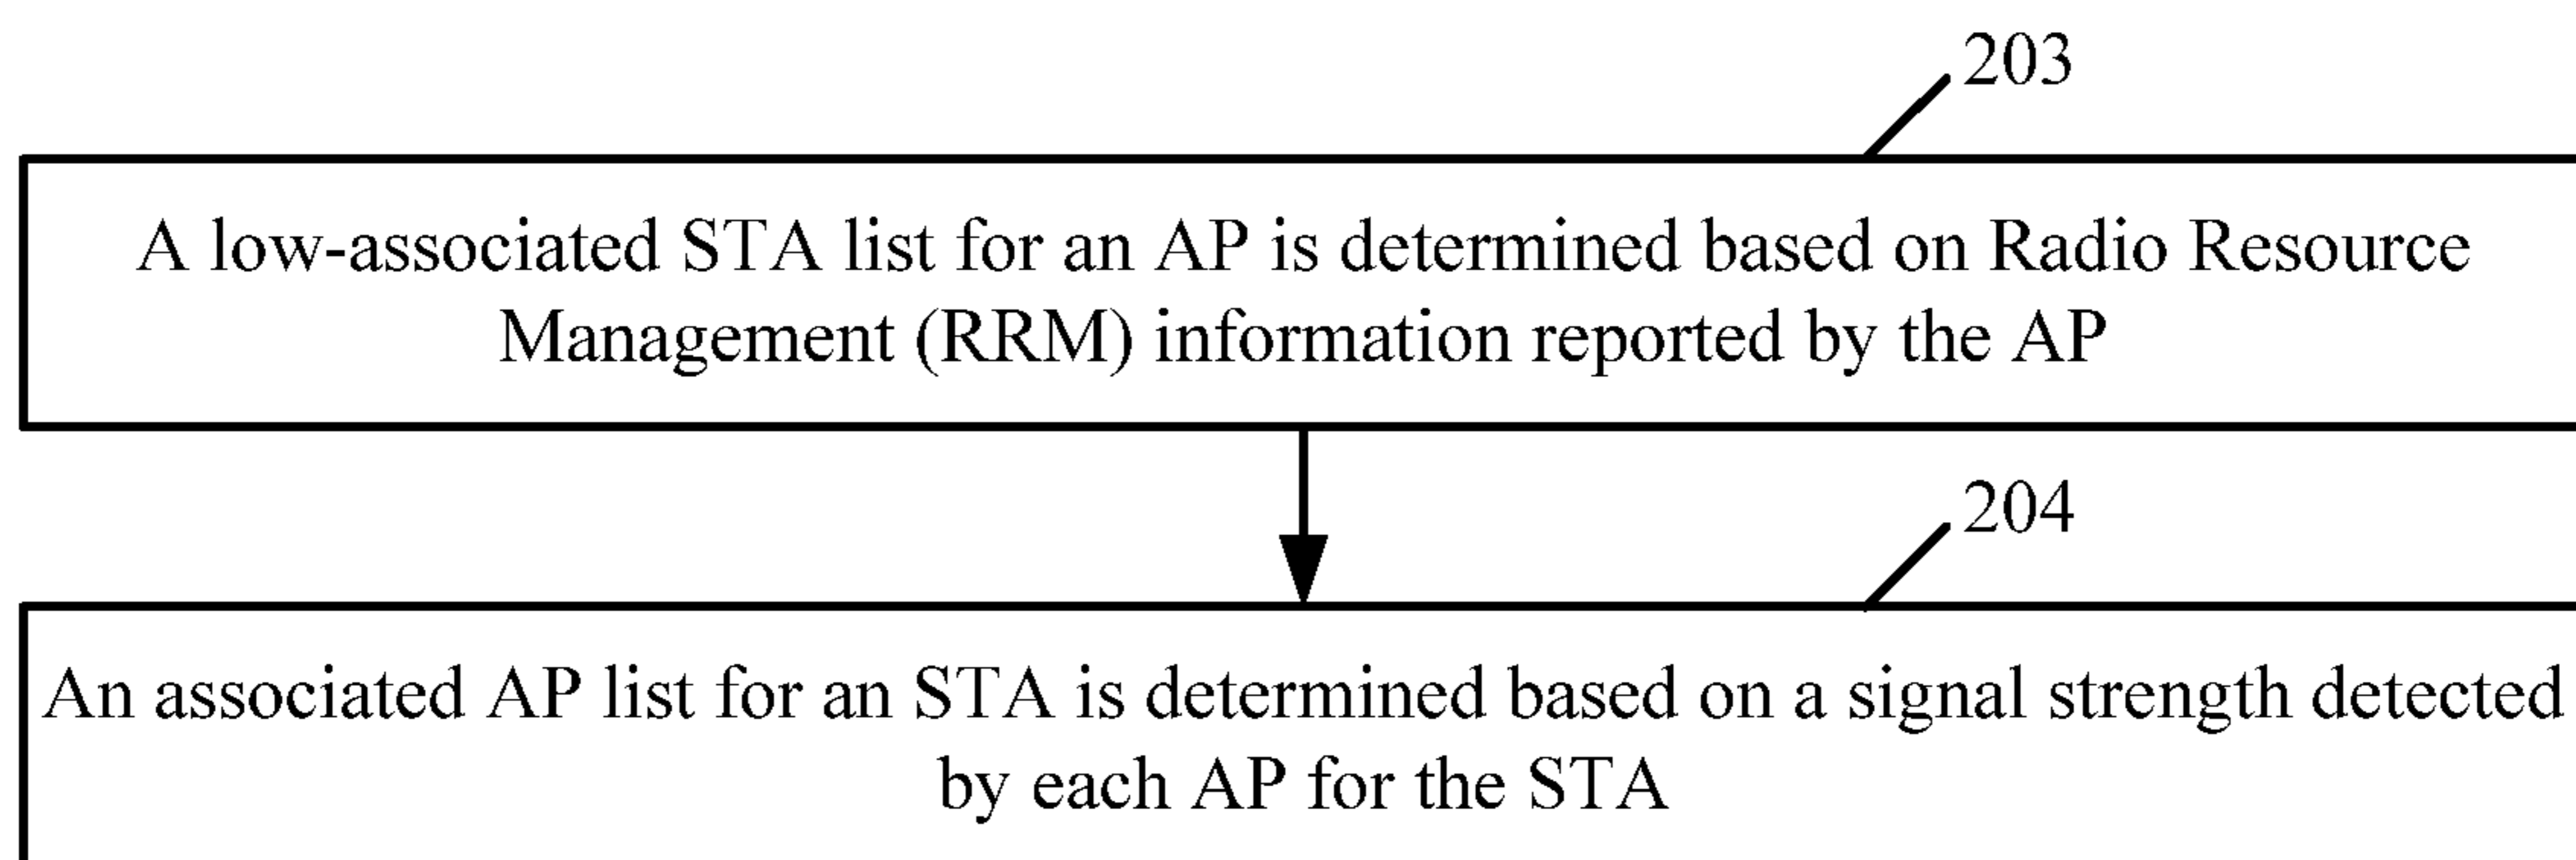 203
A low-associated STA list for an AP is determined based on Radio Resource
Management (RRM) information reported by the AP
204
An associated AP list for an STA is determined based on a signal strength detected
by each AP for the STA